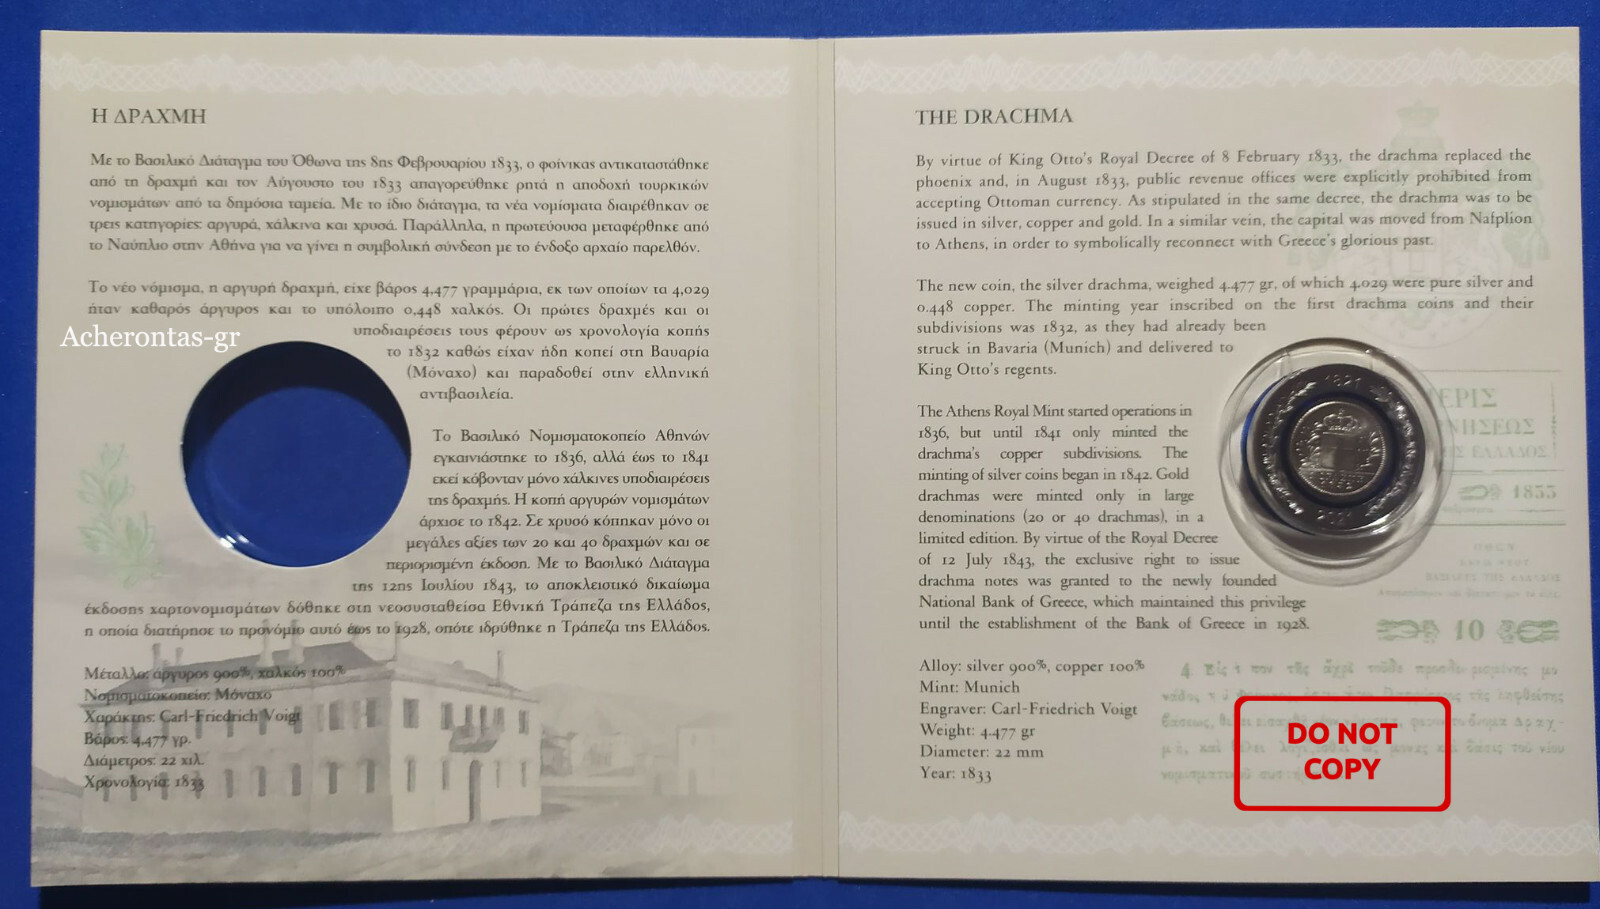 Η ΔΡΑΧΜΗ
Με το Βασιλικό Διάταγμα του Όθωνα της 8ης Φεβρουαρίου 1833, ο φοίνικας αντικαταστάθηκε
από τη δραχμή και τον Αύγουστο του 1833 απαγορεύθηκε ρητά η αποδοχή τουρκικών
νομισμάτων από τα δημόσια ταμεία. Με το ίδιο διάταγμα, τα νέα νομίσματα διαιρέθηκαν σε
τρεις κατηγορίες: αργυρά, χάλκινα και χρυσά. Παράλληλα, η πρωτεύουσα μεταφέρθηκε από
το Ναύπλιο στην Αθήνα για να γίνει η συμβολική σύνδεση με το ένδοξο αρχαίο παρελθόν.
Το νέο νόμισμα, η αργυρή δραχμή, είχε βάρος 4,477 γραμμάρια, εκ των οποίων τα 4,029
ήταν καθαρός άργυρος και το υπόλοιπο 0,448 χαλκός. Οι πρώτες δραχμές και οι
υποδιαιρέσεις τους φέρουν ως χρονολογία κοπής
το 1832 καθώς είχαν ήδη κοπεί στη Βαυαρία
(Μόναχο) και παραδοθεί στην ελληνική
αντιβασιλεία.
Το Βασιλικό Νομισματοκοπείο Αθηνών
εγκαινιάστηκε το 1836, αλλά έως το 1841
εκεί κόβονταν μόνο χάλκινες υποδιαιρέσεις
της δραχμής. Η κοπή αργυρών νομισμάτων
άρχισε το 1842. Σε χρυσό κόπηκαν μόνο οι
μεγάλες αξίες των 20 και 40 δραχμών και σε
περιορισμένη έκδοση. Με το Βασιλικό Διάταγμα
της 12ης Ιουλίου 1843, το αποκλειστικό δικαίωμα
έκδοσης χαρτονομισμάτων δόθηκε στη νεοσυσταθείσα Εθνική Τράπεζα της Ελλάδος,
η οποία διατήρησε το προνόμιο αυτό έως το 1928, οπότε ιδρύθηκε η Τράπεζα της Ελλάδος.
Μέταλλο: άργυρος 900%, χαλκός 100%
Νομισματοκοπείο: Μόναχο
Χαράκτης: Carl-Friedrich Voigt
Βάρος: 4,477 γρ.
Διάμετρος: 22 χιλ.
Χρονολογία: 1833
Acherontas-gr
THE DRACHMA
By virtue of King Otto's Royal Decree of 8 February 1833, the drachma replaced the
phoenix and, in August 1833, public revenue offices were explicitly prohibited from
accepting Ottoman currency. As stipulated in the same decree, the drachma was to be
issued in silver, copper and gold. In a similar vein, the capital was moved from Nafplion
to Athens, in order to symbolically reconnect with Greece's glorious past.
The new coin, the silver drachma, weighed 4.477 gr, of which 4.029 were pure silver and
0.448 copper. The minting year inscribed on the first drachma coins and their
subdivisions was 1832, as they had already been
struck in Bavaria (Munich) and delivered to
King Otto's regents.
The Athens Royal Mint started operations in
1836, but until 1841 only minted the
drachma's copper subdivisions. The
minting of silver coins began in 1842. Gold
drachmas were minted only in large
denominations (20 or 40 drachmas), in a
limited edition. By virtue of the Royal Decree
of 12 July 1843, the exclusive right to issue
drachma notes was granted to the newly founded
National Bank of Greece, which maintained this privilege
until the establishment of the Bank of Greece in 1928.
Alloy: silver 900%, copper 100%
Mint: Munich
Engraver: Carl-Friedrich Voigt
Weight: 4.477 gr
Diameter: 22 mm
Year: 1833
1821
2021
ΕΛΛΑΔΟΣ
1833
10
DO NOT
COPY